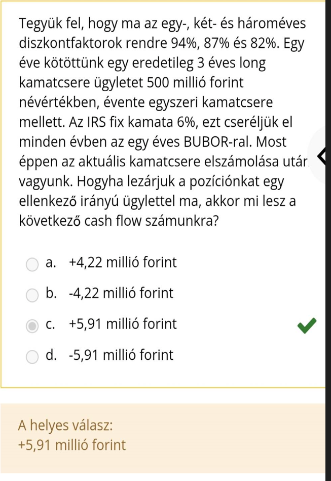 Tegyük fel, hogy ma az egy-, két- és hároméves
diszkontfaktorok rendre 94%, 87% és 82%. Egy
éve kötöttünk egy eredetileg 3 éves long
kamatcsere ügyletet 500 millió forint
névértékben, évente egyszeri kamatcsere
mellett. Az IRS fix kamata 6%, ezt cseréljük el
minden évben az egy éves BUBOR-ral. Most
éppen az aktuális kamatcsere elszámolása után
vagyunk. Hogyha lezárjuk a pozíciónkat egy
ellenkező irányú ügylettel ma, akkor mi lesz a
következő cash flow számunkra?
a. +4,22 millió forint
b. -4,22 millió forint
c. +5,91 millió forint
d. -5,91 millió forint
A helyes válasz:
+5,91 millió forint